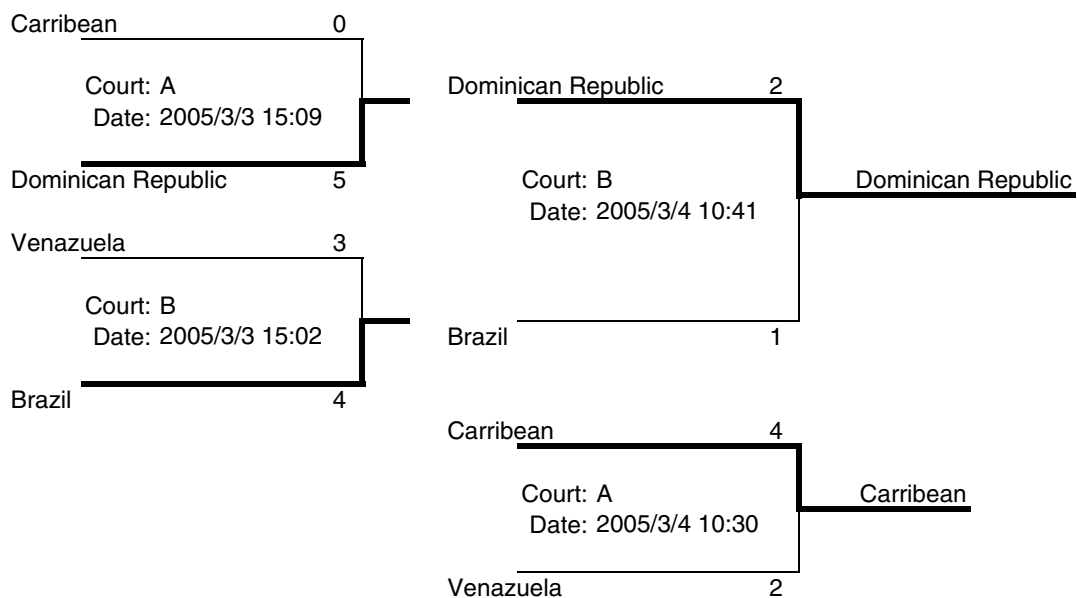 Carribean 0
Court: A
Date: 2005/3/3 15:09
Dominican Republic 5
Venazuela 3
Court: B
Date: 2005/3/3 15:02
Brazil 4
Dominican Republic 2
Court: B
Date: 2005/3/4 10:41
Brazil 1
Dominican Republic
Carribean 4
Court: A
Date: 2005/3/4 10:30
Venazuela 2
Carribean